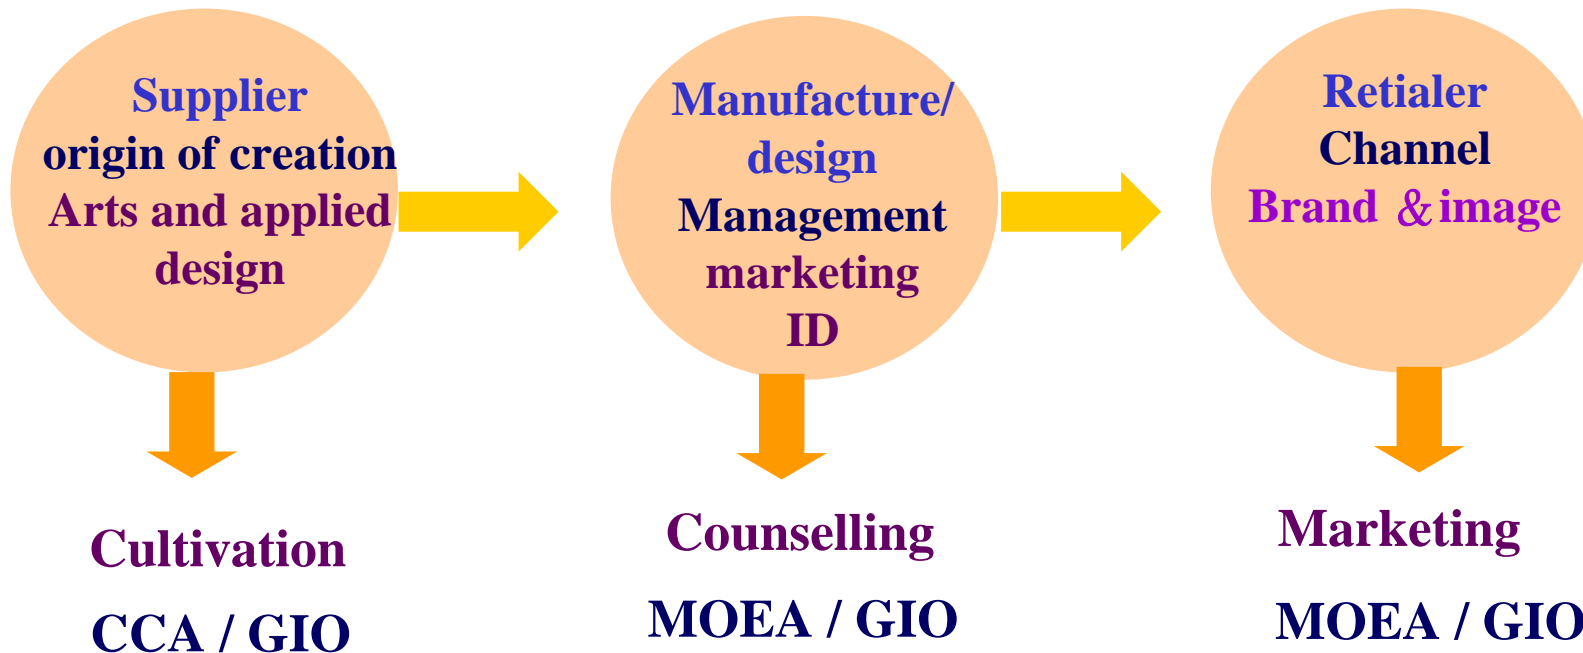 Supplier
origin of creation
Arts and applied
design
Manufacture/
design
Management
marketing
ID
Retialer
Channel
Brand ＆image
Cultivation
CCA / GIO
Counselling
MOEA / GIO
Marketing
MOEA / GIO